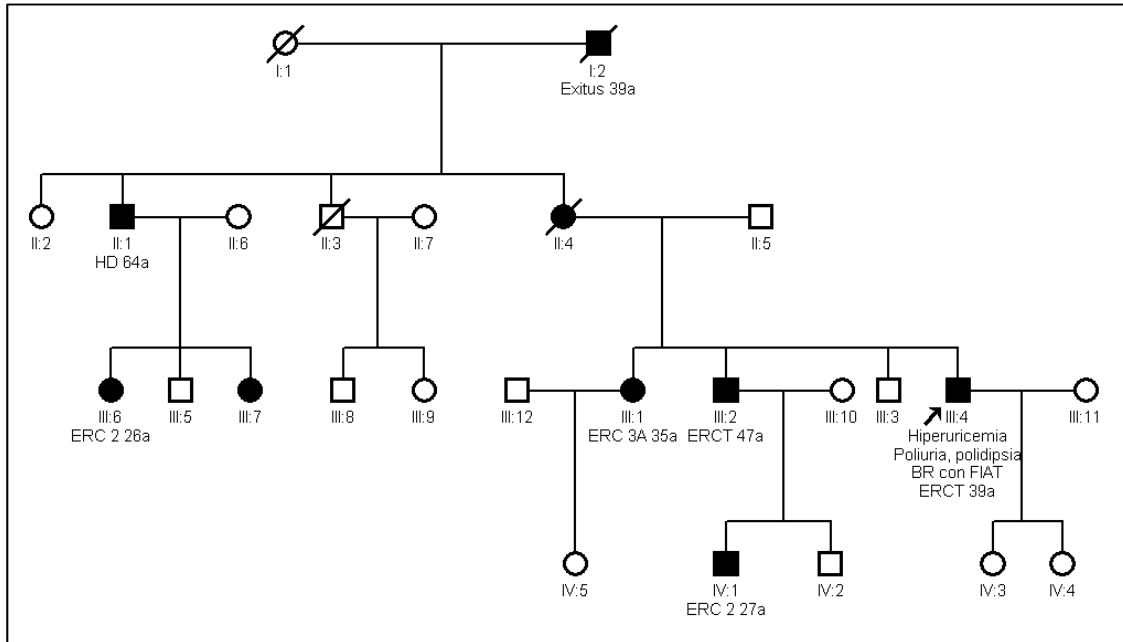 I:1
I:2
Exitus 39a
II:2
II:1
HD 64a
II:6
II:3
II:7
II:4
II:5
III:6
ERC 2 26a
III:5
III:7
III:8
III:9
III:12
III:1
ERC 3A 35a
III:2
ERCT 47a
III:10
III:3
III:4
Hiperuricemia
Poliuria, polidipsia
BR con FIAT
ERCT 39a
III:11
IV:5
IV:1
ERC 2 27a
IV:2
IV:3
IV:4